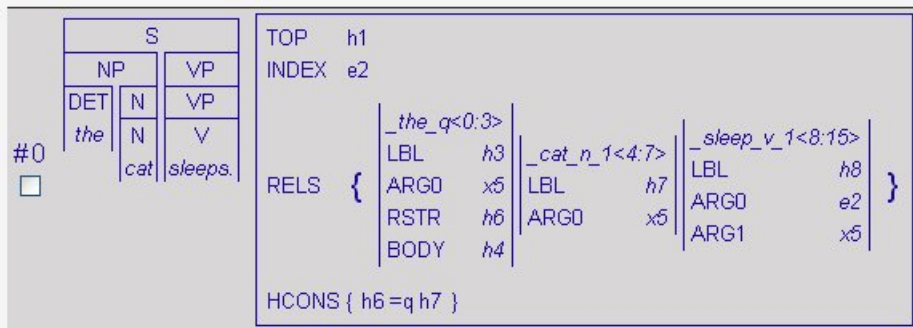 #0
S
NP VP
DET N VP
the N V
cat sleeps.
TOP h1
INDEX e2
RELS {
_the_q<0:3>
LBL h3
ARG0 x5
RSTR h6
BODY h4
_cat_n_1<4:7>
LBL h7
ARG0 x5
_sleep_v_1<8:15>
LBL h8
ARG0 e2
ARG1 x5
}
HCONS { h6 =q h7 }